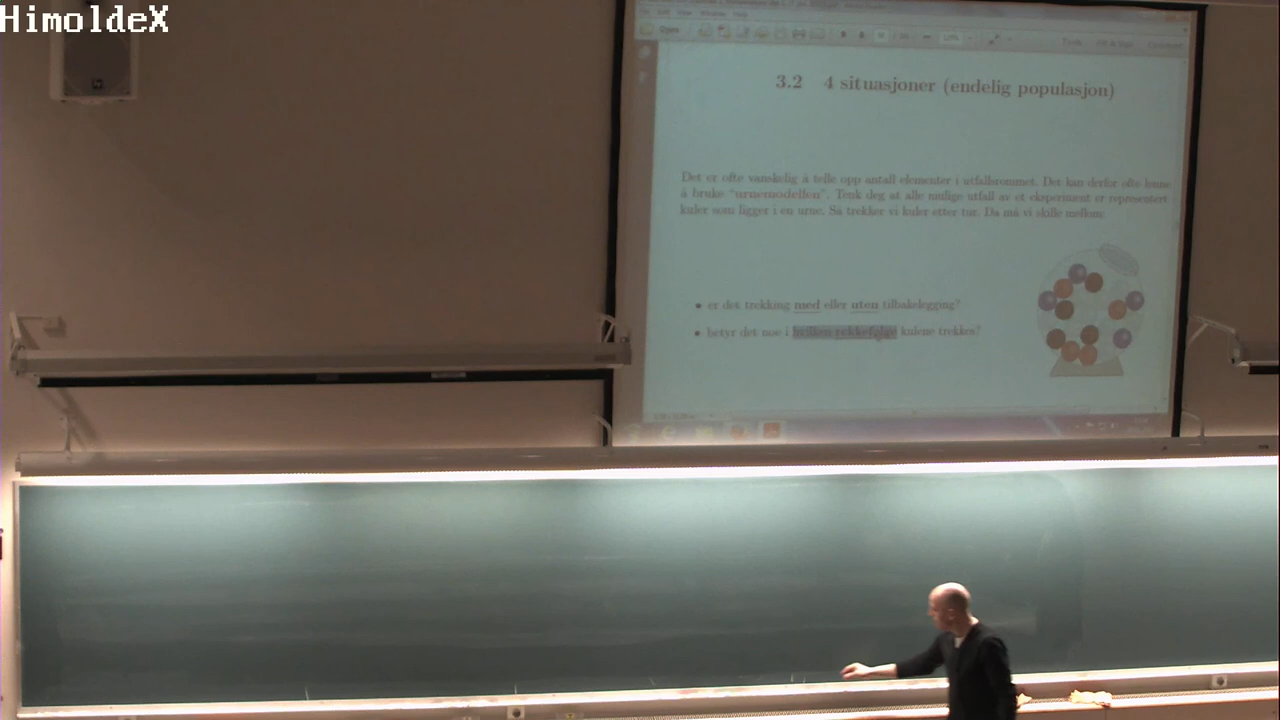 HimoldeX
3.2 4 situasjoner (endelig populasjon)
Det er ofte vanskelig å telle opp antall elementer i utfallsrommet. Det kan derfor ofte lønne
å bruke "urnemodellen". Tenk deg at alle mulige utfall av et eksperiment er representert
kuler som ligger i en urne. Så trekker vi kuler etter tur. Da må vi skille mellom:
• er det trekking med eller uten tilbakelegging?
• betyr det noe i hvilken rekkefølge kulene trekkes?